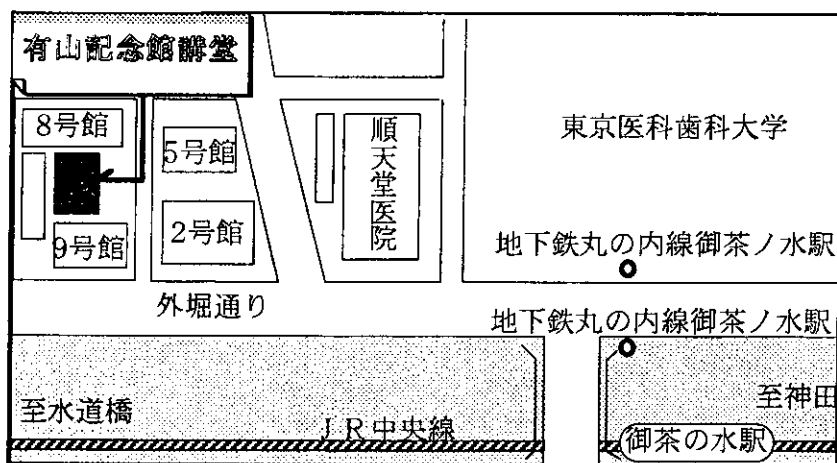 有山記念館講堂
8号館
5号館
順天堂医院
東京医科歯科大学
2号館
9号館
地下鉄丸の内線御茶ノ水駅
外堀通り
地下鉄丸の内線御茶ノ水駅
至水道橋
至神田
JR中央線
御茶の水駅